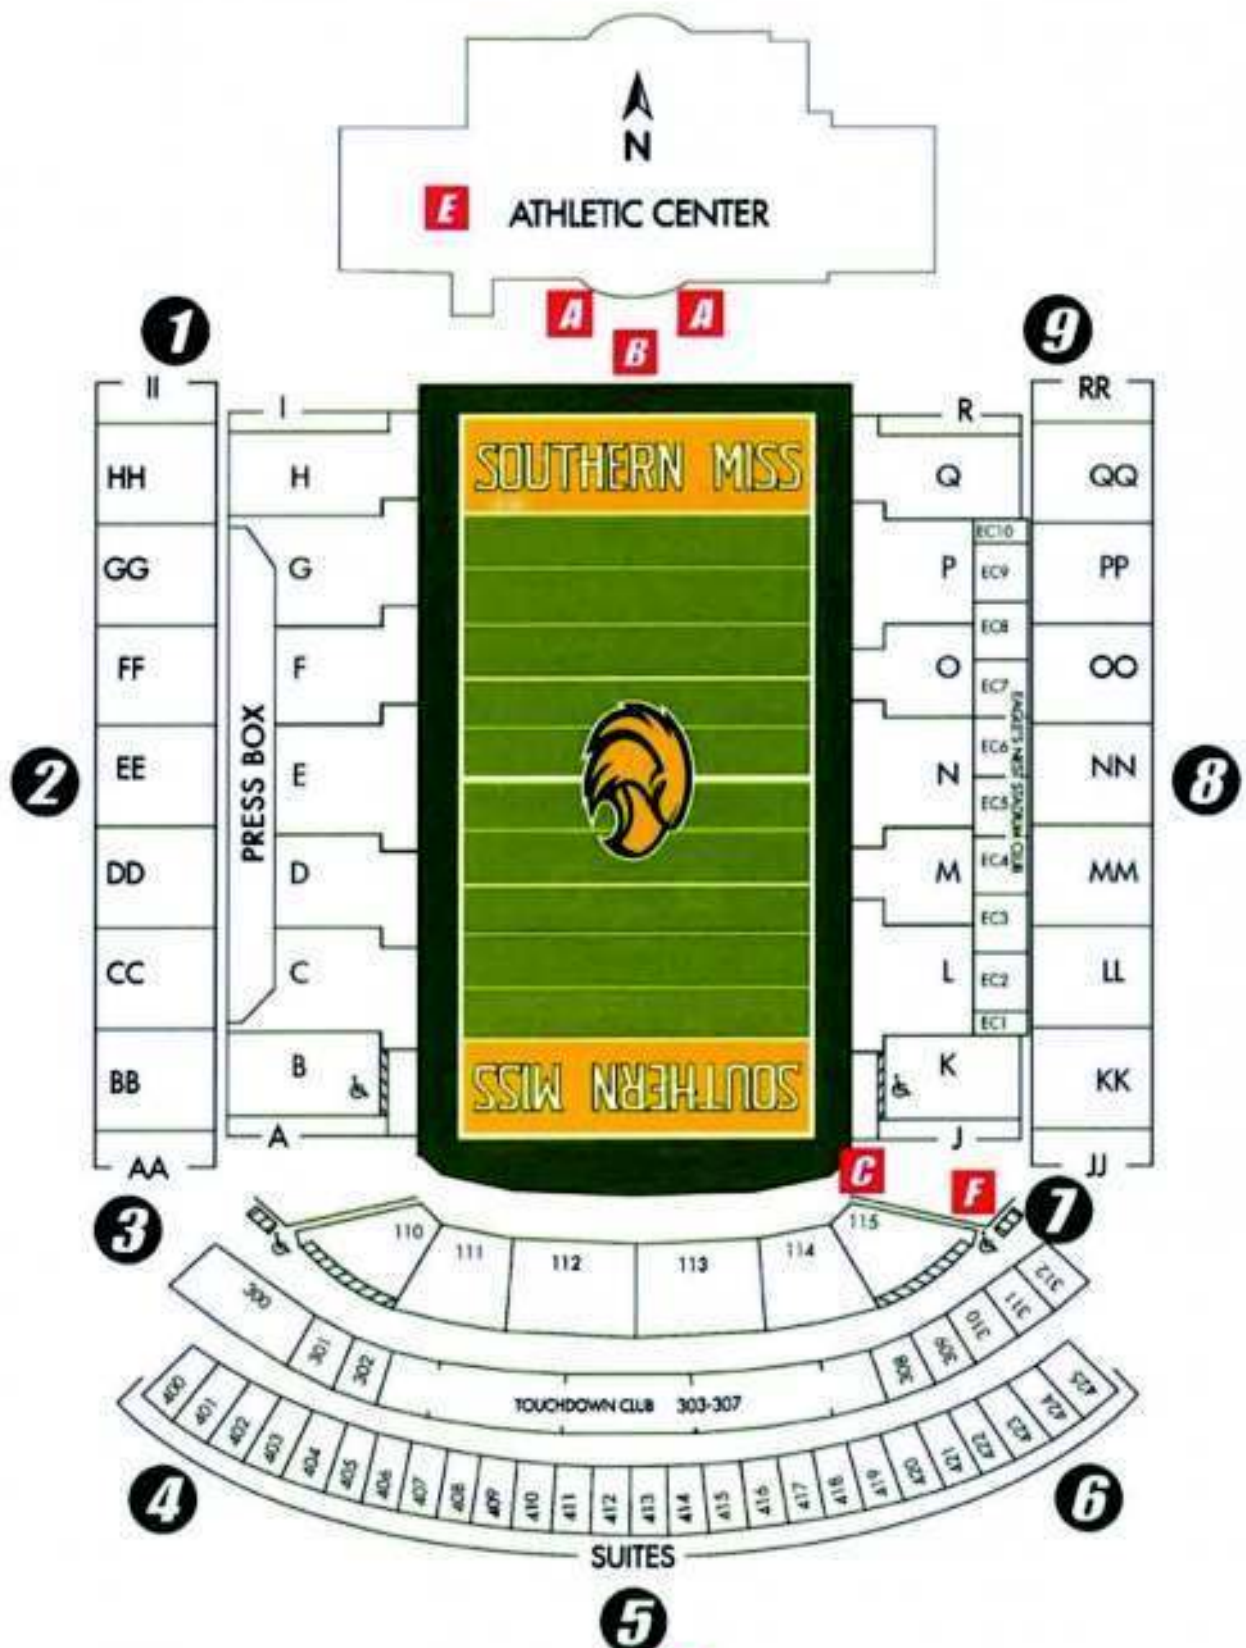 N
E ATHLETIC CENTER
A A
B
1 9
II RR
I R
HH H SOUTHERN MISS Q QQ
EC10
GG G P EC9 PP
EC8
FF F O EC7 OO
EE E N EC6 NN
2 PRESS BOX EAGLE'S NEST STADIUM CLUB 8
EC5
DD D M EC4 MM
EC3
CC C L EC2 LL
EC1
BB B SOUTHERN MISS K KK
A J
AA JJ
C F
3 7
110 111 112 113 114 115
300 301 302 TOUCHDOWN CLUB 303-307 308 309 310 311 312
400 401 402 403 404 405 406 407 408 409 410 411 412 413 414 415 416 417 418 419 420 421 422 423 424 425
4 6
SUITES
5